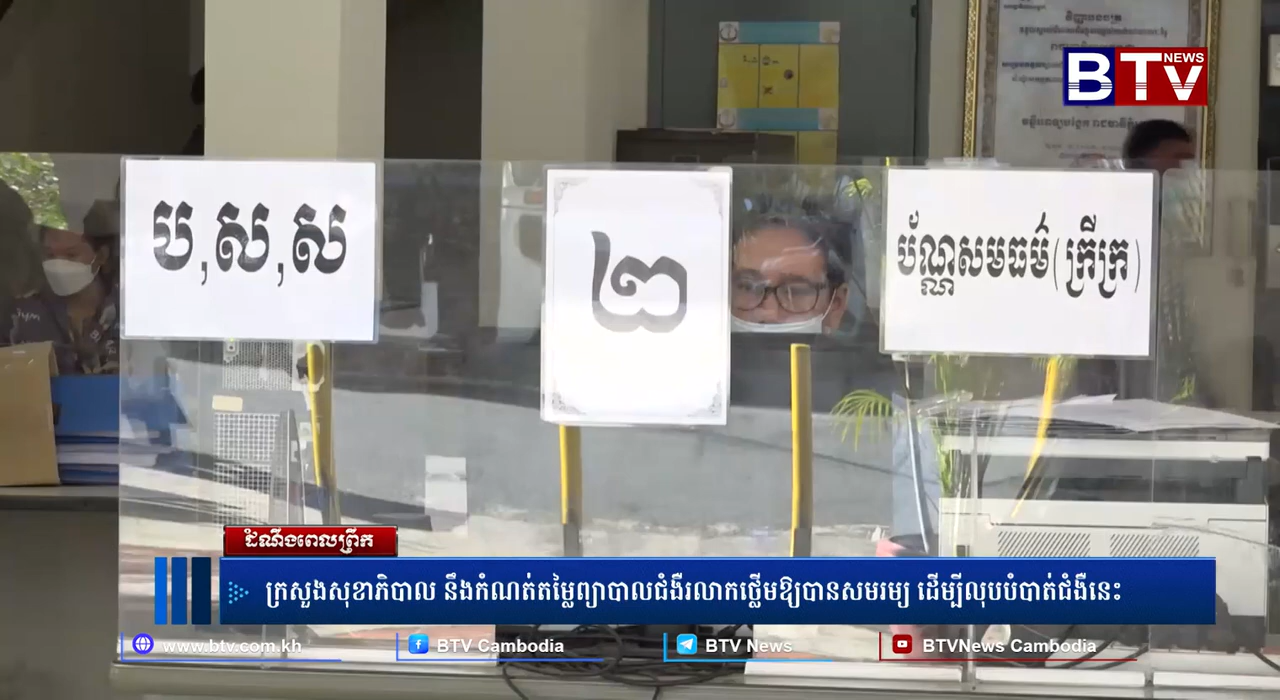 BTV NEWS
ប,ស,ស
២
ប័ណ្ណសមធម៌(ក្រីក្រ)
ដំណឹងពេលព្រឹក
ក្រសួងសុខាភិបាល នឹងកំណត់តម្លៃព្យាបាលជំងឺរលាកថ្លើមឱ្យបានសមរម្យ ដើម្បីលុបបំបាត់ជំងឺនេះ
www.btv.com.kh
BTV Cambodia
BTV News
BTVNews Cambodia